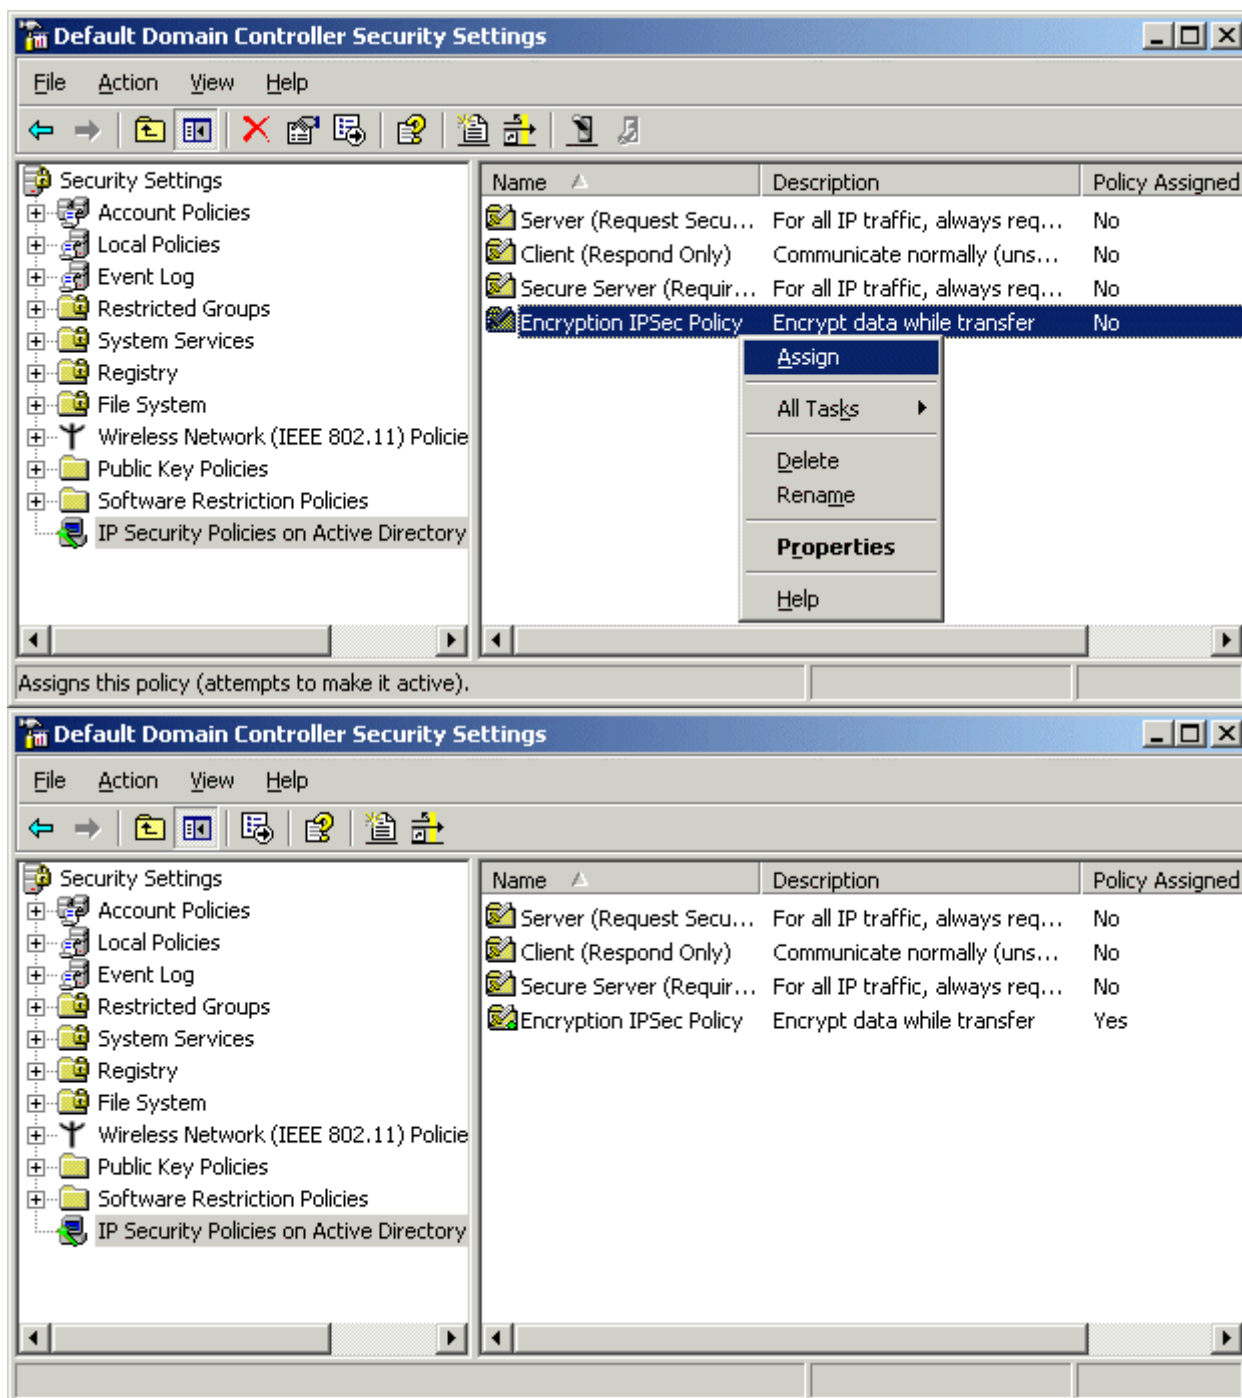 Default Domain Controller Security Settings
File Action View Help
Security Settings
Account Policies
Local Policies
Event Log
Restricted Groups
System Services
Registry
File System
Wireless Network (IEEE 802.11) Policie
Public Key Policies
Software Restriction Policies
IP Security Policies on Active Directory
Name Description Policy Assigned
Server (Request Secu... For all IP traffic, always req... No
Client (Respond Only) Communicate normally (uns... No
Secure Server (Requir... For all IP traffic, always req... No
Encryption IPSec Policy Encrypt data while transfer No
Assign
All Tasks
Delete
Rename
Properties
Help
Assigns this policy (attempts to make it active).
Default Domain Controller Security Settings
File Action View Help
Security Settings
Account Policies
Local Policies
Event Log
Restricted Groups
System Services
Registry
File System
Wireless Network (IEEE 802.11) Policie
Public Key Policies
Software Restriction Policies
IP Security Policies on Active Directory
Name Description Policy Assigned
Server (Request Secu... For all IP traffic, always req... No
Client (Respond Only) Communicate normally (uns... No
Secure Server (Requir... For all IP traffic, always req... No
Encryption IPSec Policy Encrypt data while transfer Yes